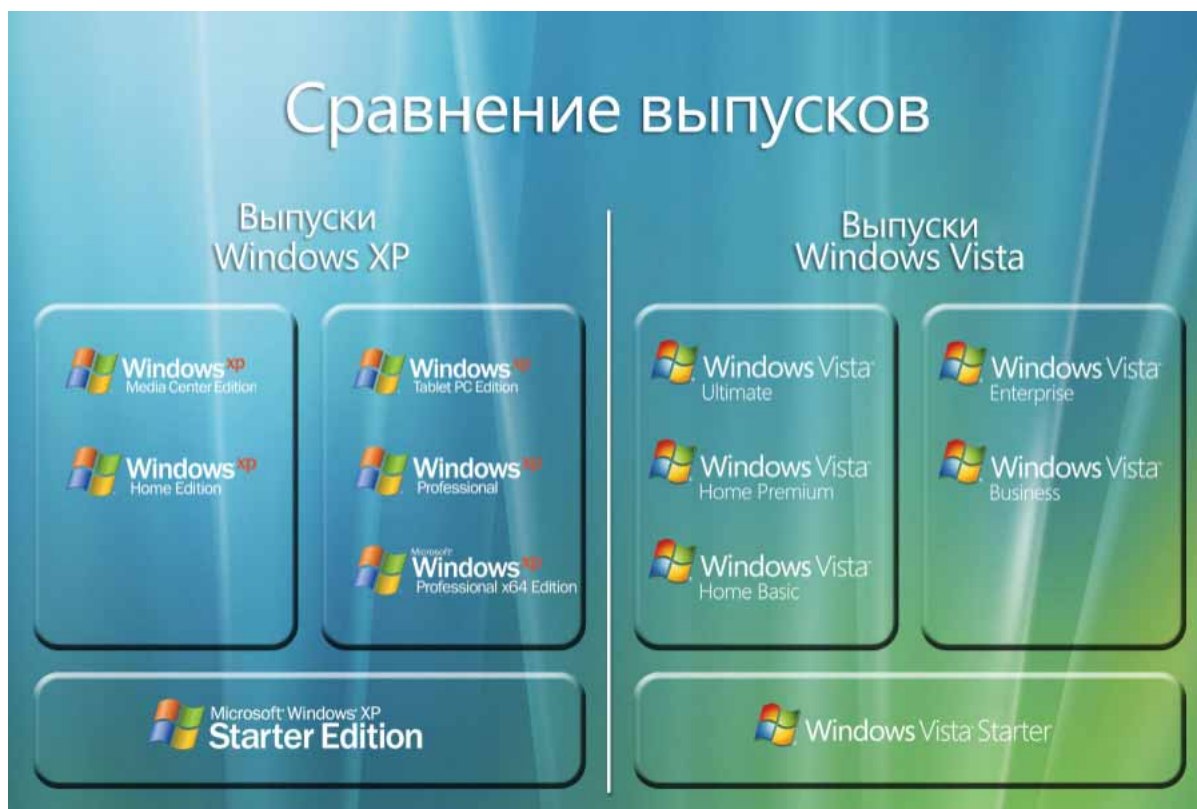 Сравнение выпусков
Выпуски
Windows XP
Windows xp
Media Center Edition
Windows xp
Home Edition
Windows xp
Tablet PC Edition
Windows xp
Professional
Microsoft
Windows xp
Professional x64 Edition
Microsoft Windows XP
Starter Edition
Выпуски
Windows Vista
Windows Vista
Ultimate
Windows Vista
Home Premium
Windows Vista
Home Basic
Windows Vista
Enterprise
Windows Vista
Business
Windows Vista Starter